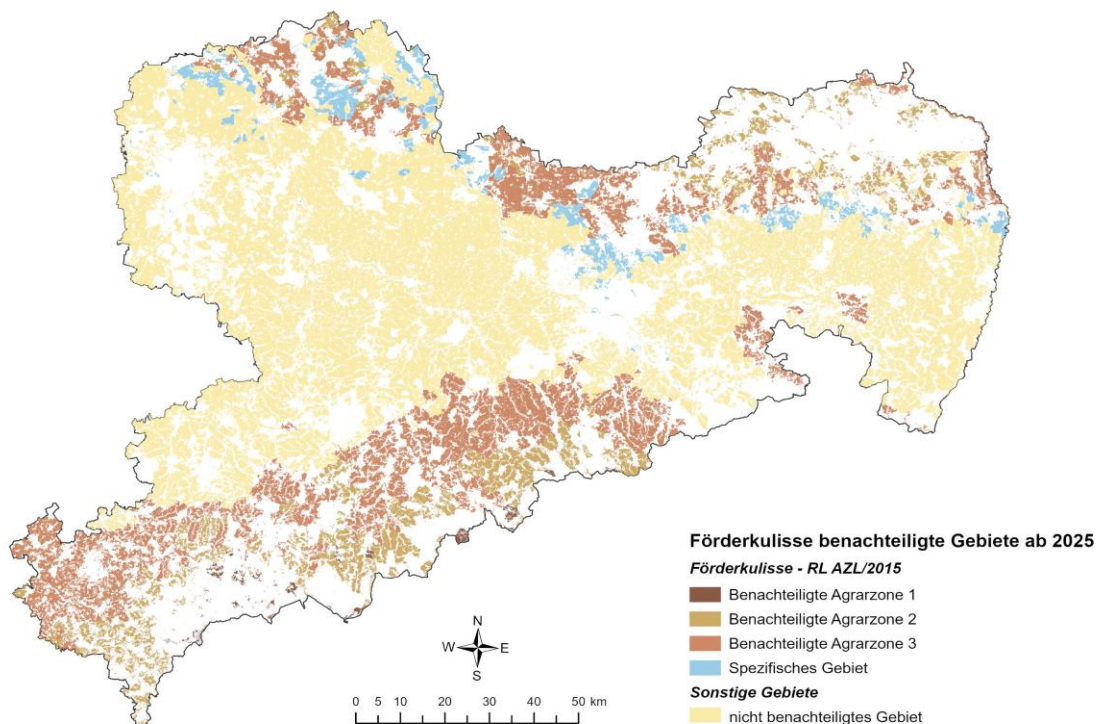 Förderkulisse benachteiligte Gebiete ab 2025
Förderkulisse - RL AZL/2015
Benachteiligte Agrarzone 1
Benachteiligte Agrarzone 2
Benachteiligte Agrarzone 3
Spezifisches Gebiet
Sonstige Gebiete
nicht benachteiligtes Gebiet
N
W E
S
0 5 10 20 30 40 50 km